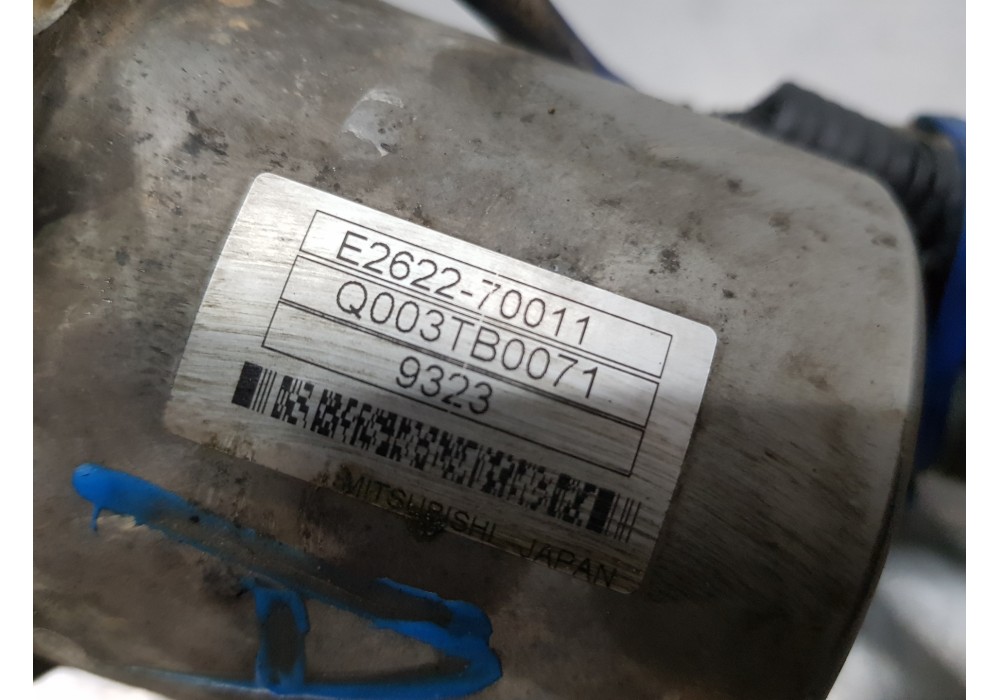 E2622-70011
Q003TB0071
9323
MITSUBISHI JAPAN